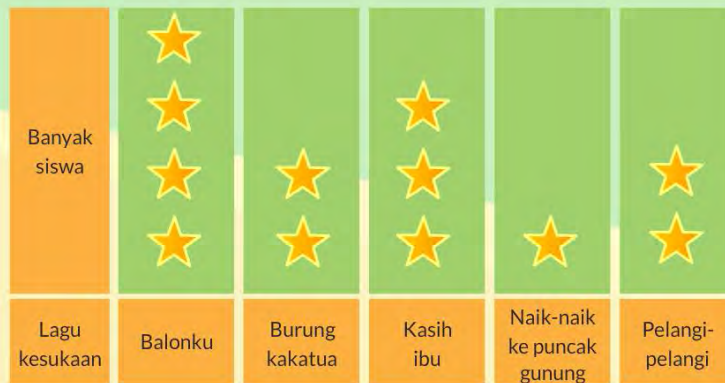 Banyak
siswa
Lagu
kesukaan
Balonku
Burung
kakatua
Kasih
ibu
Naik-naik
ke puncak
gunung
Pelangi-
pelangi